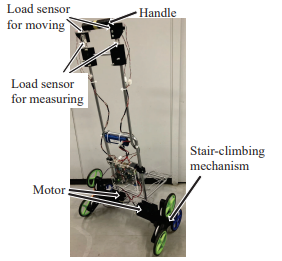 Load sensor
for moving
Handle
Load sensor
for measuring
Stair-climbing
mechanism
Motor